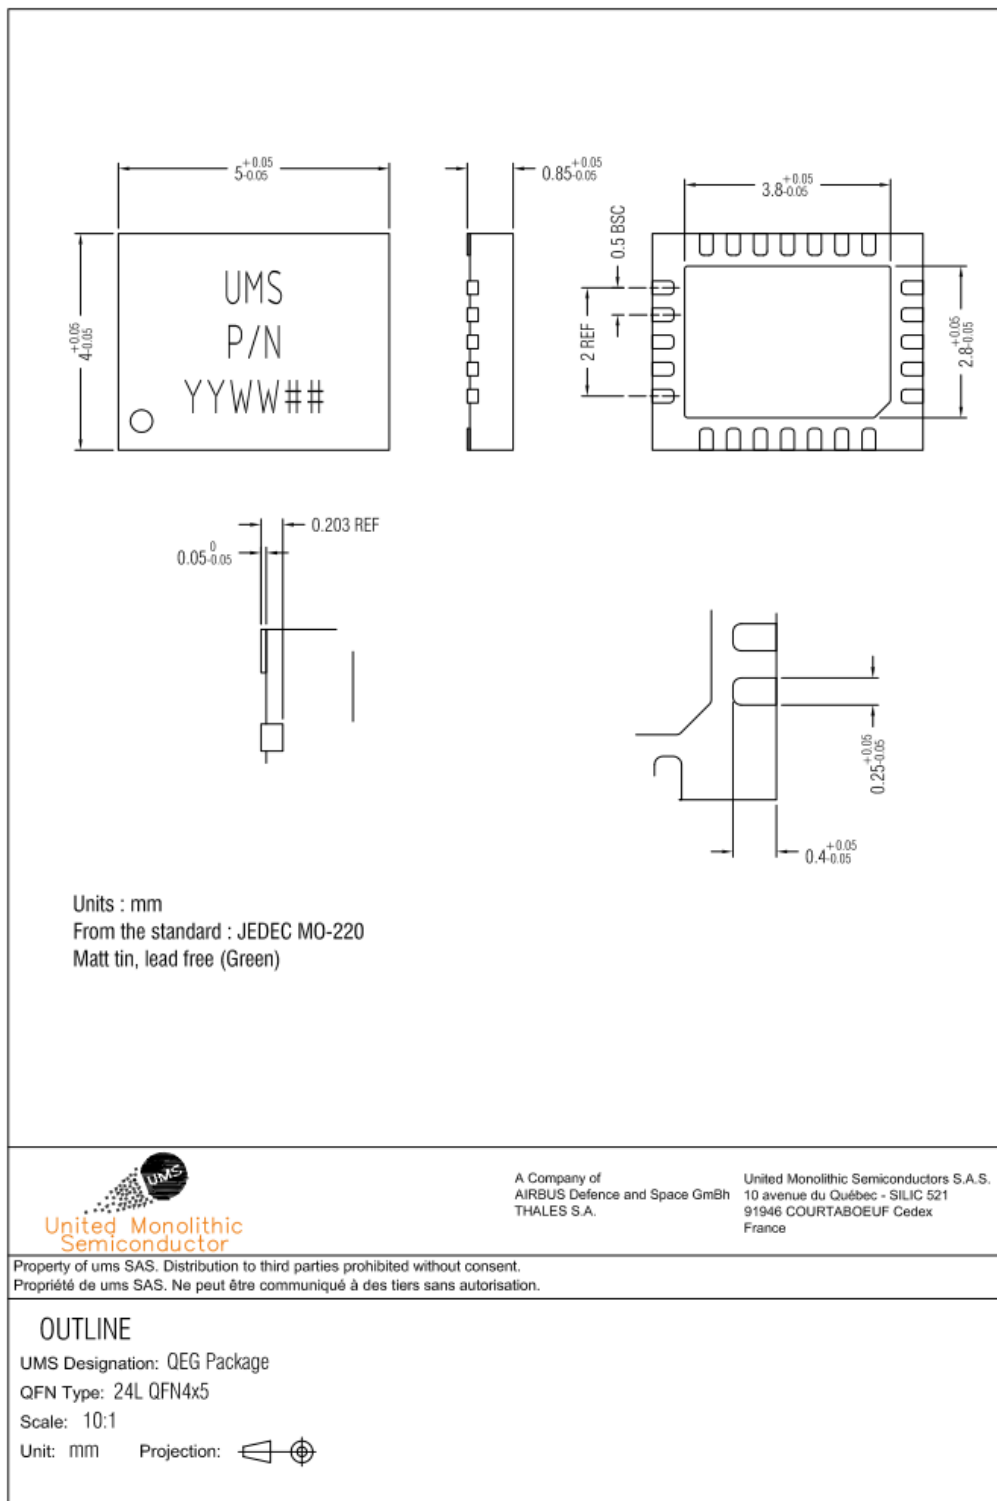 5 +0.05 -0.05
0.85 +0.05 -0.05
3.8 +0.05 -0.05
0.5 BSC
4 +0.05 -0.05
UMS
P/N
YYWW##
2 REF
2.8 +0.05 -0.05
0.203 REF
0.05 0 -0.05
0.25 +0.05 -0.05
0.4 +0.05 -0.05
Units : mm
From the standard : JEDEC MO-220
Matt tin, lead free (Green)
UMS
United Monolithic
Semiconductor
A Company of
AIRBUS Defence and Space GmBh
THALES S.A.
United Monolithic Semiconductors S.A.S.
10 avenue du Québec - SILIC 521
91946 COURTABOEUF Cedex
France
Property of ums SAS. Distribution to third parties prohibited without consent.
Propriété de ums SAS. Ne peut être communiqué à des tiers sans autorisation.
OUTLINE
UMS Designation: QEG Package
QFN Type: 24L QFN4x5
Scale: 10:1
Unit: mm Projection: